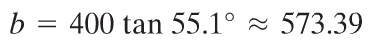 b = 400 tan 55.1° ≈ 573.39